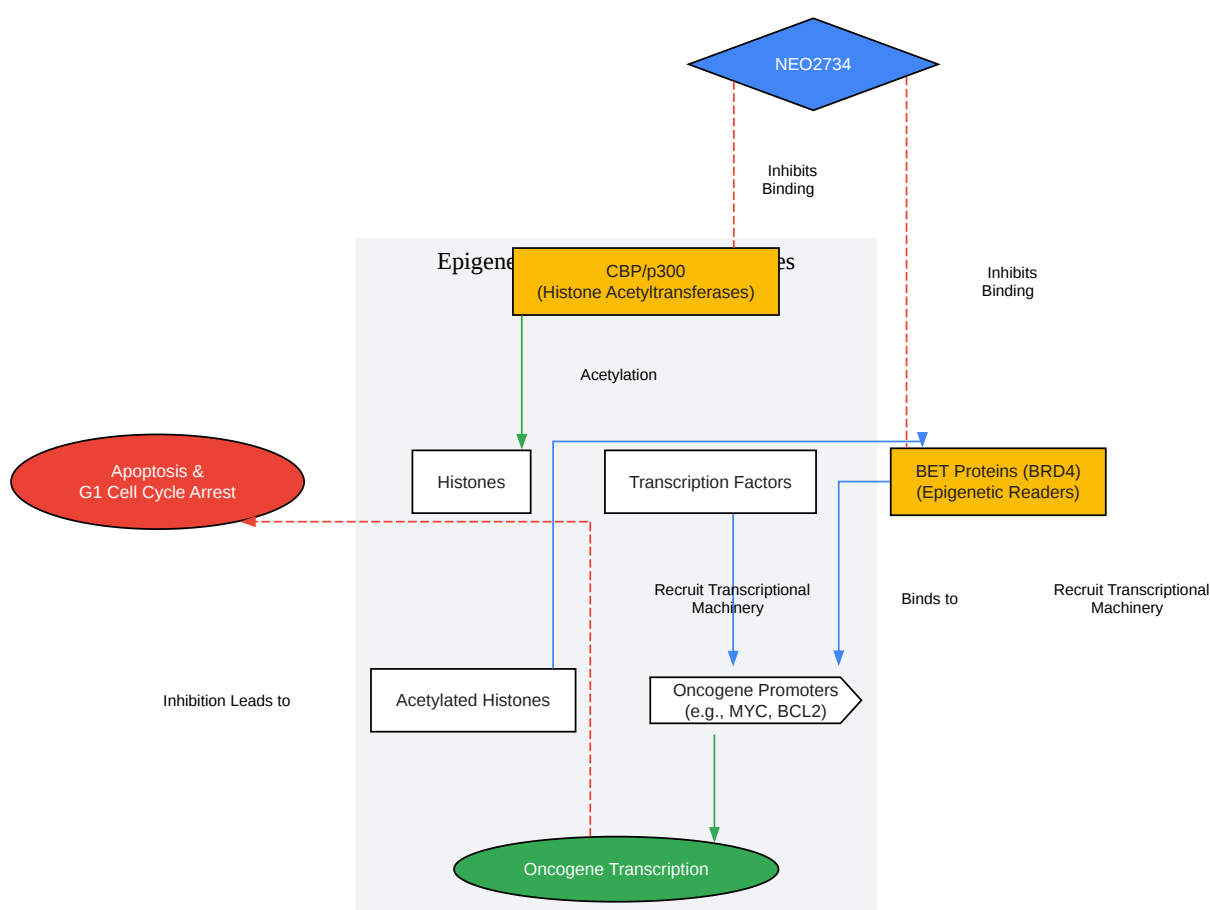 NEO2734
Inhibits
Binding
Epigene
es
CBP/p300
(Histone Acetyltransferases)
Inhibits
Binding
Acetylation
Apoptosis &
G1 Cell Cycle Arrest
Histones
Transcription Factors
BET Proteins (BRD4)
(Epigenetic Readers)
Recruit Transcriptional
Machinery
Binds to
Recruit Transcriptional
Machinery
Inhibition Leads to
Acetylated Histones
Oncogene Promoters
(e.g., MYC, BCL2)
Oncogene Transcription